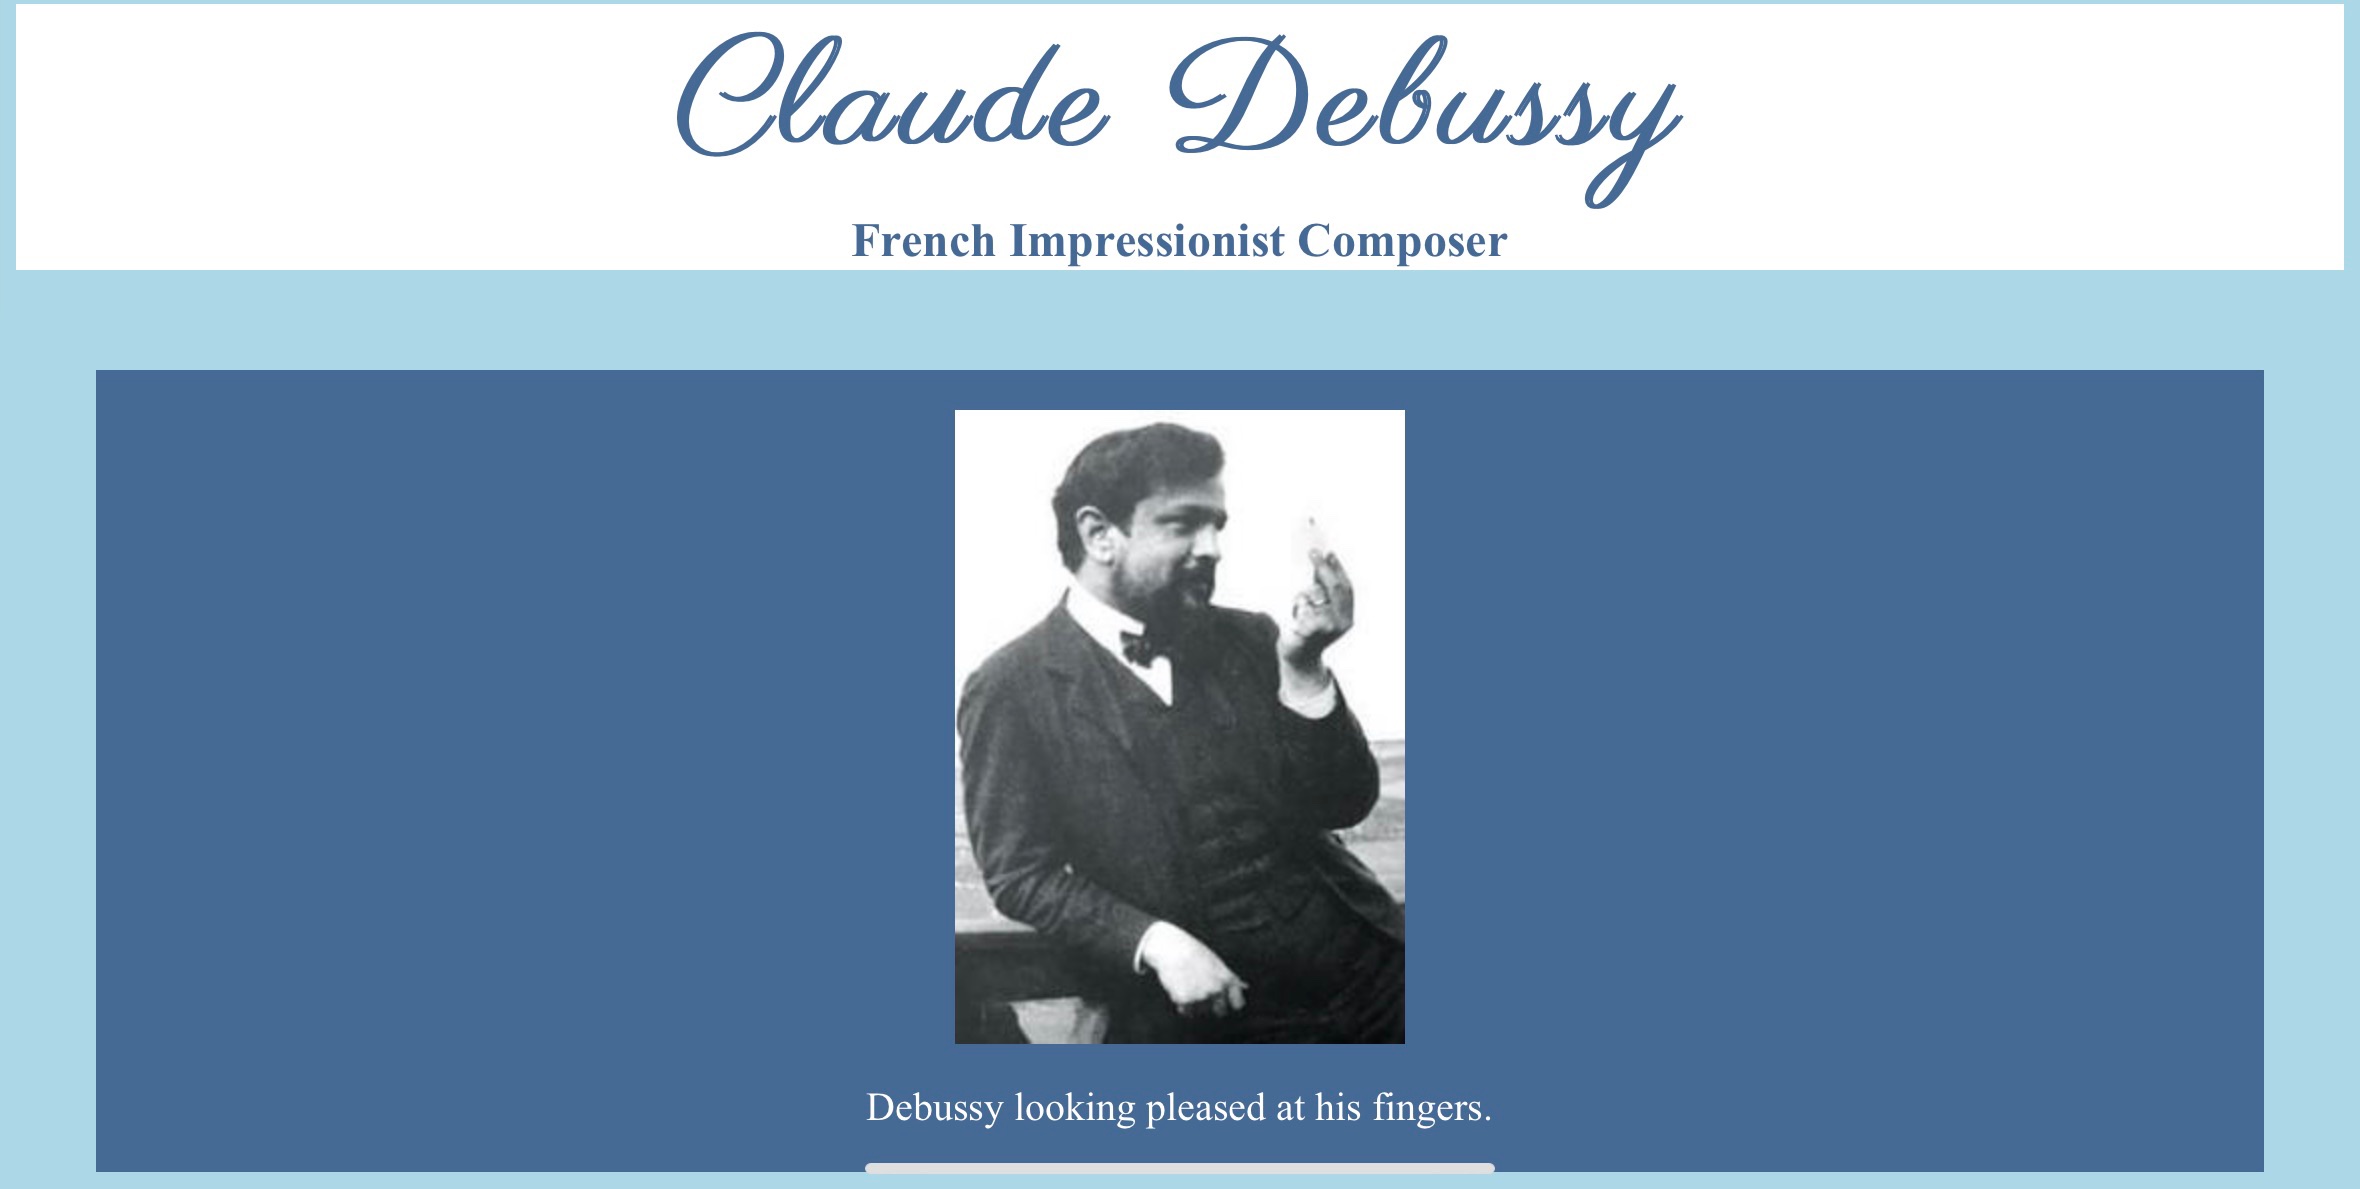 Claude Debussy
French Impressionist Composer
Debussy looking pleased at his fingers.